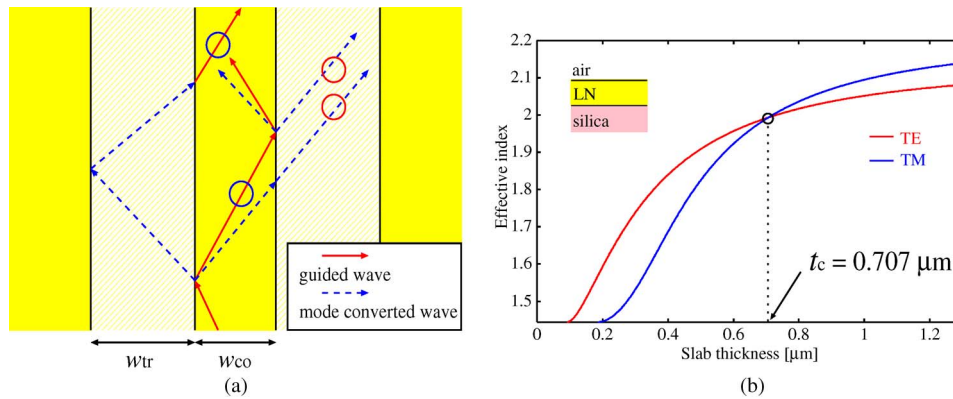 guided wave
mode converted wave
wtr
wco
(a)
2.2
2.1
2
1.9
1.8
1.7
1.6
1.5
Effective index
air
LN
silica
TE
TM
tc = 0.707 μm
0
0.2
0.4
0.6
0.8
1
1.2
Slab thickness [μm]
(b)